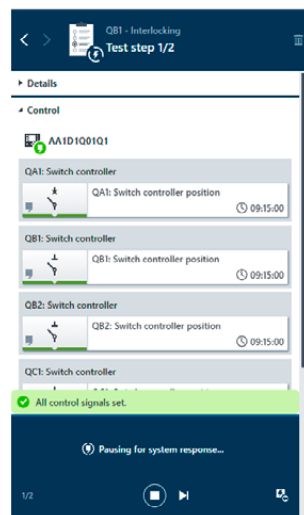 QB1 - Interlocking
Test step 1/2
Details
Control
AA1D1Q01Q1
QA1: Switch controller
QA1: Switch controller position
09:15:00
QB1: Switch controller
QB1: Switch controller position
09:15:00
QB2: Switch controller
QB2: Switch controller position
09:15:00
QC1: Switch controller
All control signals set.
Pausing for system response...
1/2